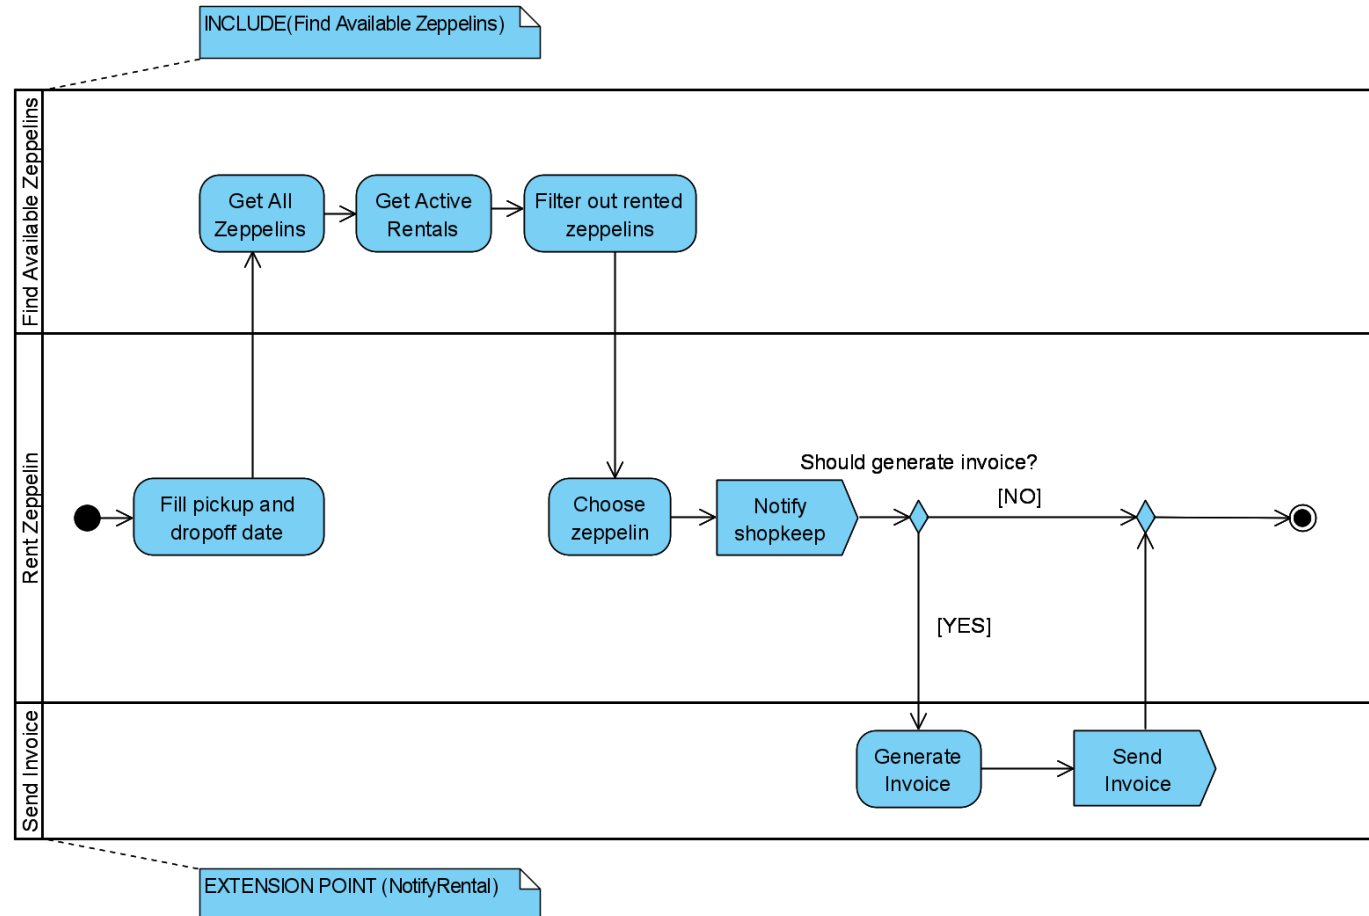 INCLUDE(Find Available Zeppelins)
Find Available Zeppelins
Get All
Zeppelins
Get Active
Rentals
Filter out rented
zeppelins
Rent Zeppelin
Fill pickup and
dropoff date
Choose
zeppelin
Notify
shopkeep
Should generate invoice?
[NO]
[YES]
Send Invoice
Generate
Invoice
Send
Invoice
EXTENSION POINT (NotifyRental)